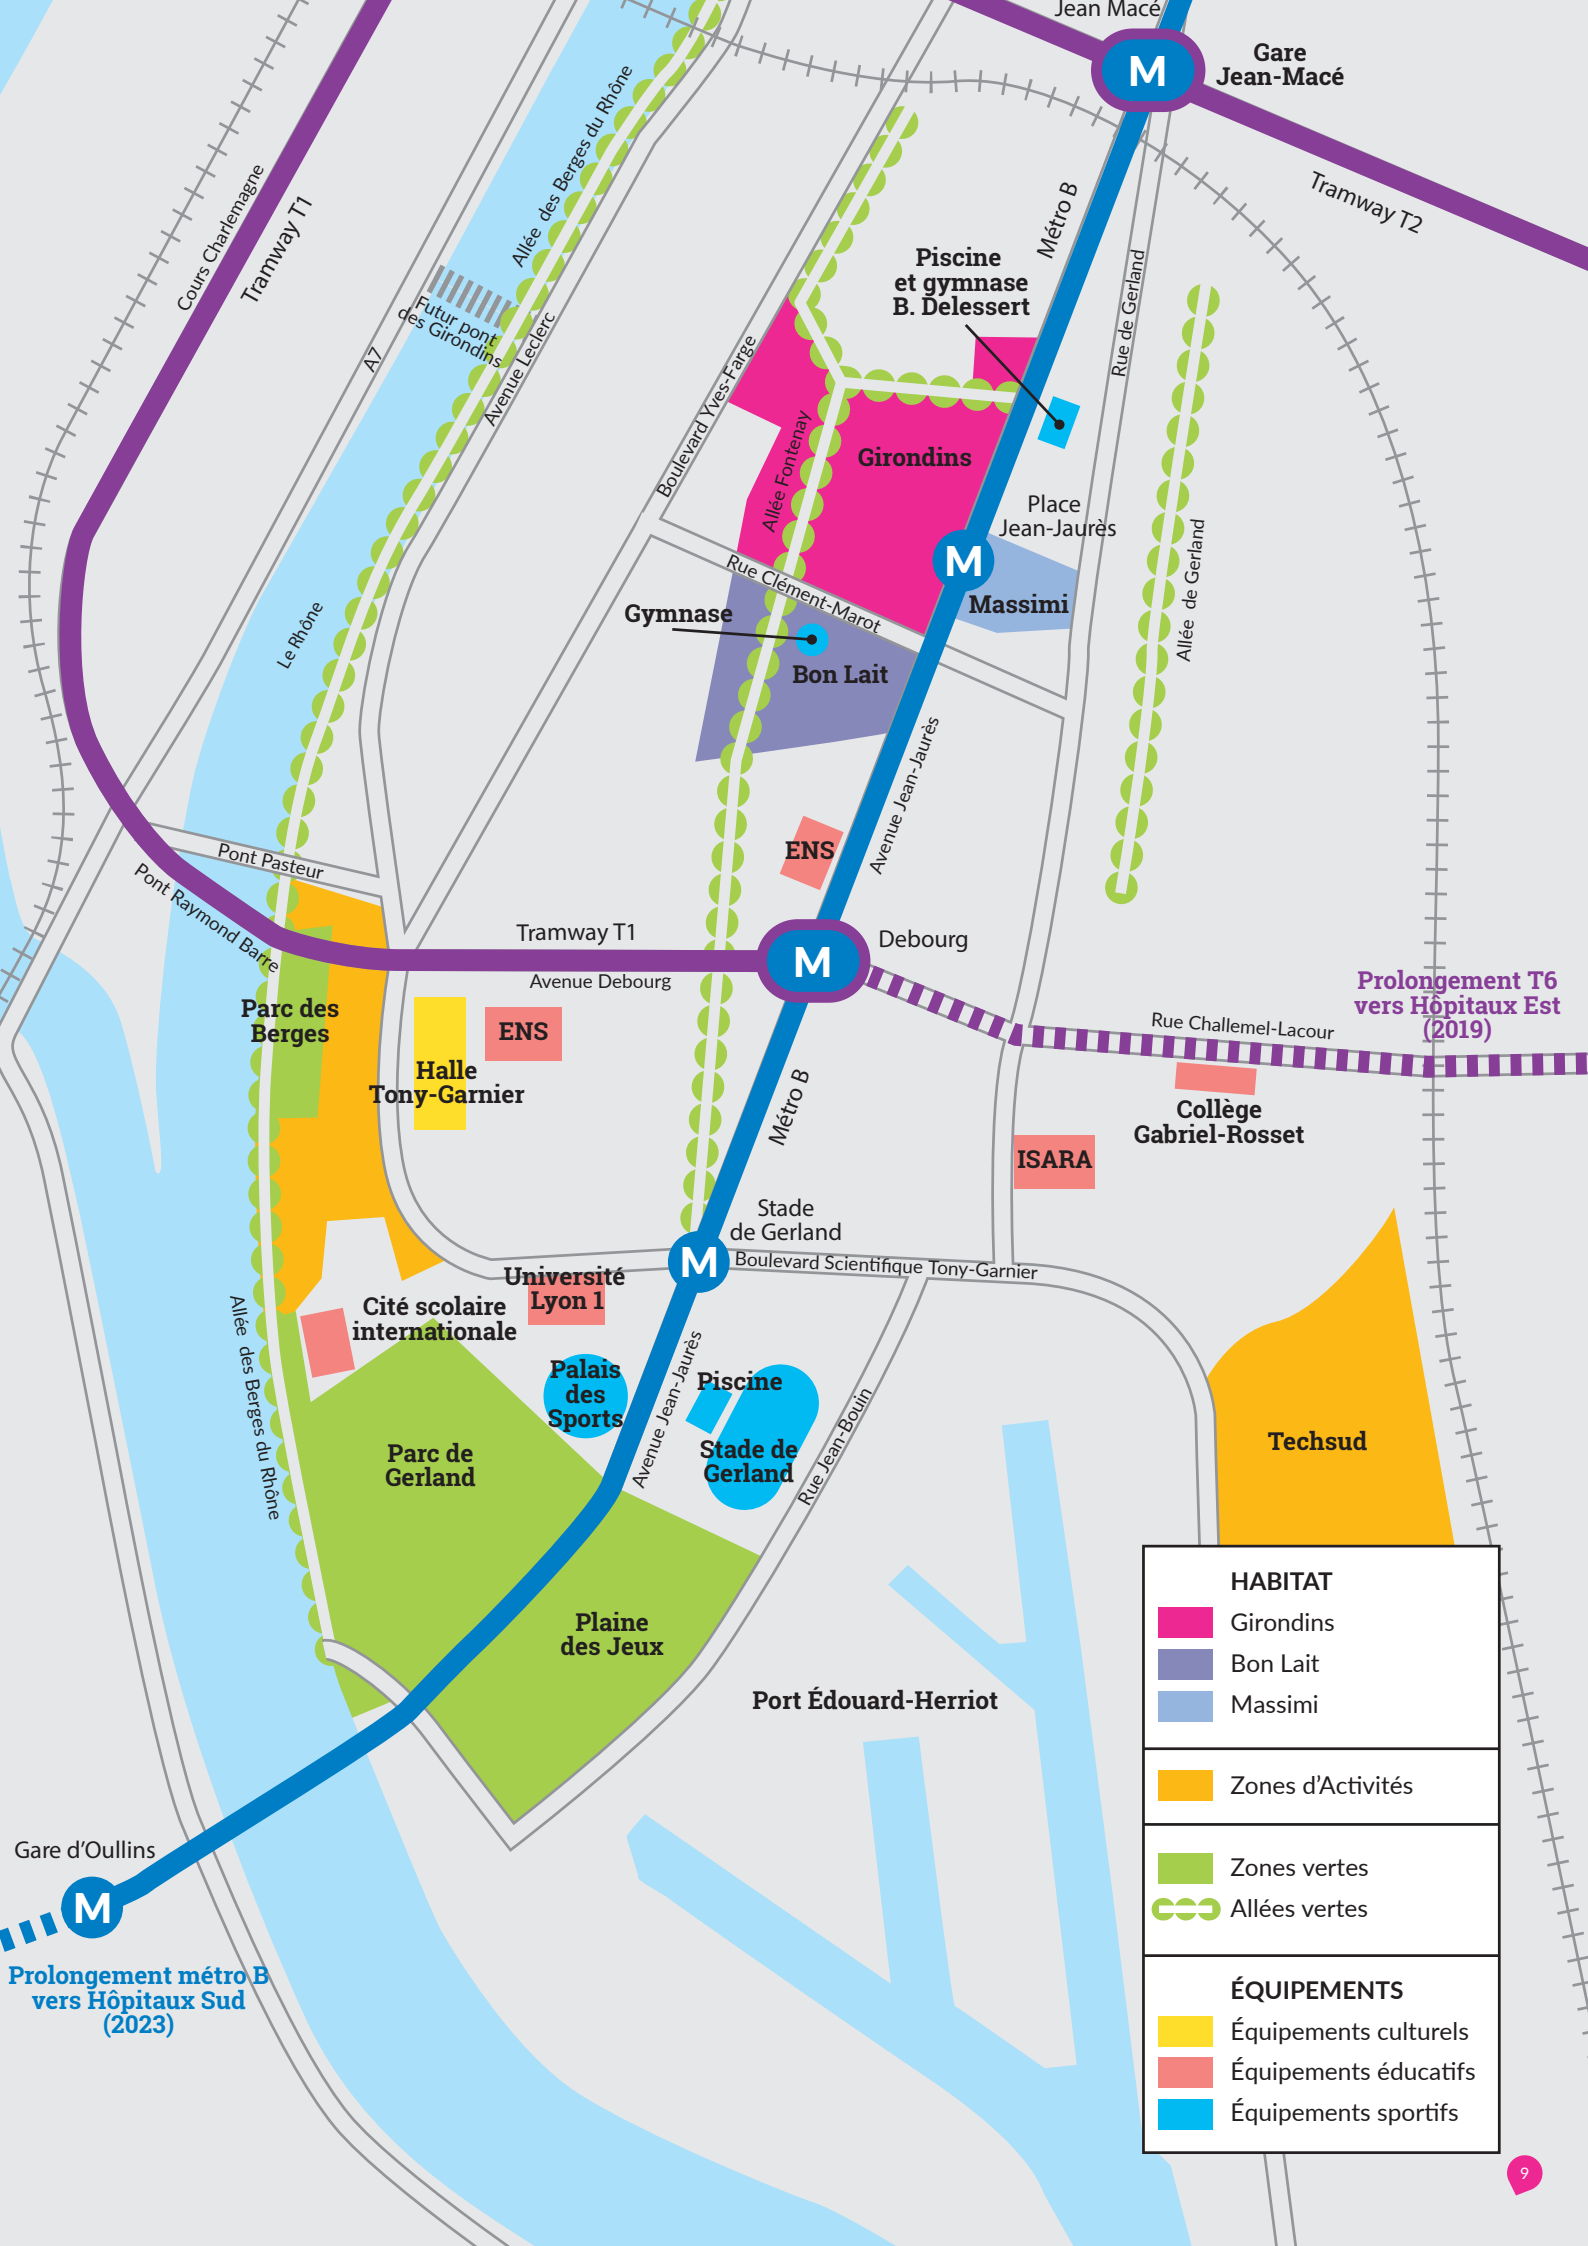 Jean Macé
M
Gare
Jean-Macé
Tramway T2
Métro B
Rue de Gerland
Allée des Berges du Rhône
Cours Charlemagne
Tramway T1
Piscine
et gymnase
B. Delessert
Futur pont
des Girondins
A7
Avenue Leclerc
Boulevard Yves-Farge
Allée Fontenay
Girondins
Place
Jean-Jaurès
M
Massimi
Allée de Gerland
Rue Clément-Marot
Gymnase
Bon Lait
Le Rhône
Avenue Jean-Jaurès
ENS
Pont Pasteur
Pont Raymond Barre
Tramway T1
Avenue Debourg
M
Debourg
Prolongement T6
vers Hôpitaux Est
(2019)
Rue Challemel-Lacour
Parc des
Berges
ENS
Halle
Tony-Garnier
Métro B
Collège
Gabriel-Rosset
ISARA
Stade
de Gerland
M
Boulevard Scientifique Tony-Garnier
Université
Lyon 1
Cité scolaire
internationale
Allée des Berges du Rhône
Palais
des
Sports
Avenue Jean-Jaurès
Piscine
Stade de
Gerland
Rue Jean-Bouin
Parc de
Gerland
Techsud
Plaine
des Jeux
Port Édouard-Herriot
Gare d'Oullins
M
Prolongement métro B
vers Hôpitaux Sud
(2023)
HABITAT
Girondins
Bon Lait
Massimi
Zones d'Activités
Zones vertes
Allées vertes
ÉQUIPEMENTS
Équipements culturels
Équipements éducatifs
Équipements sportifs
9